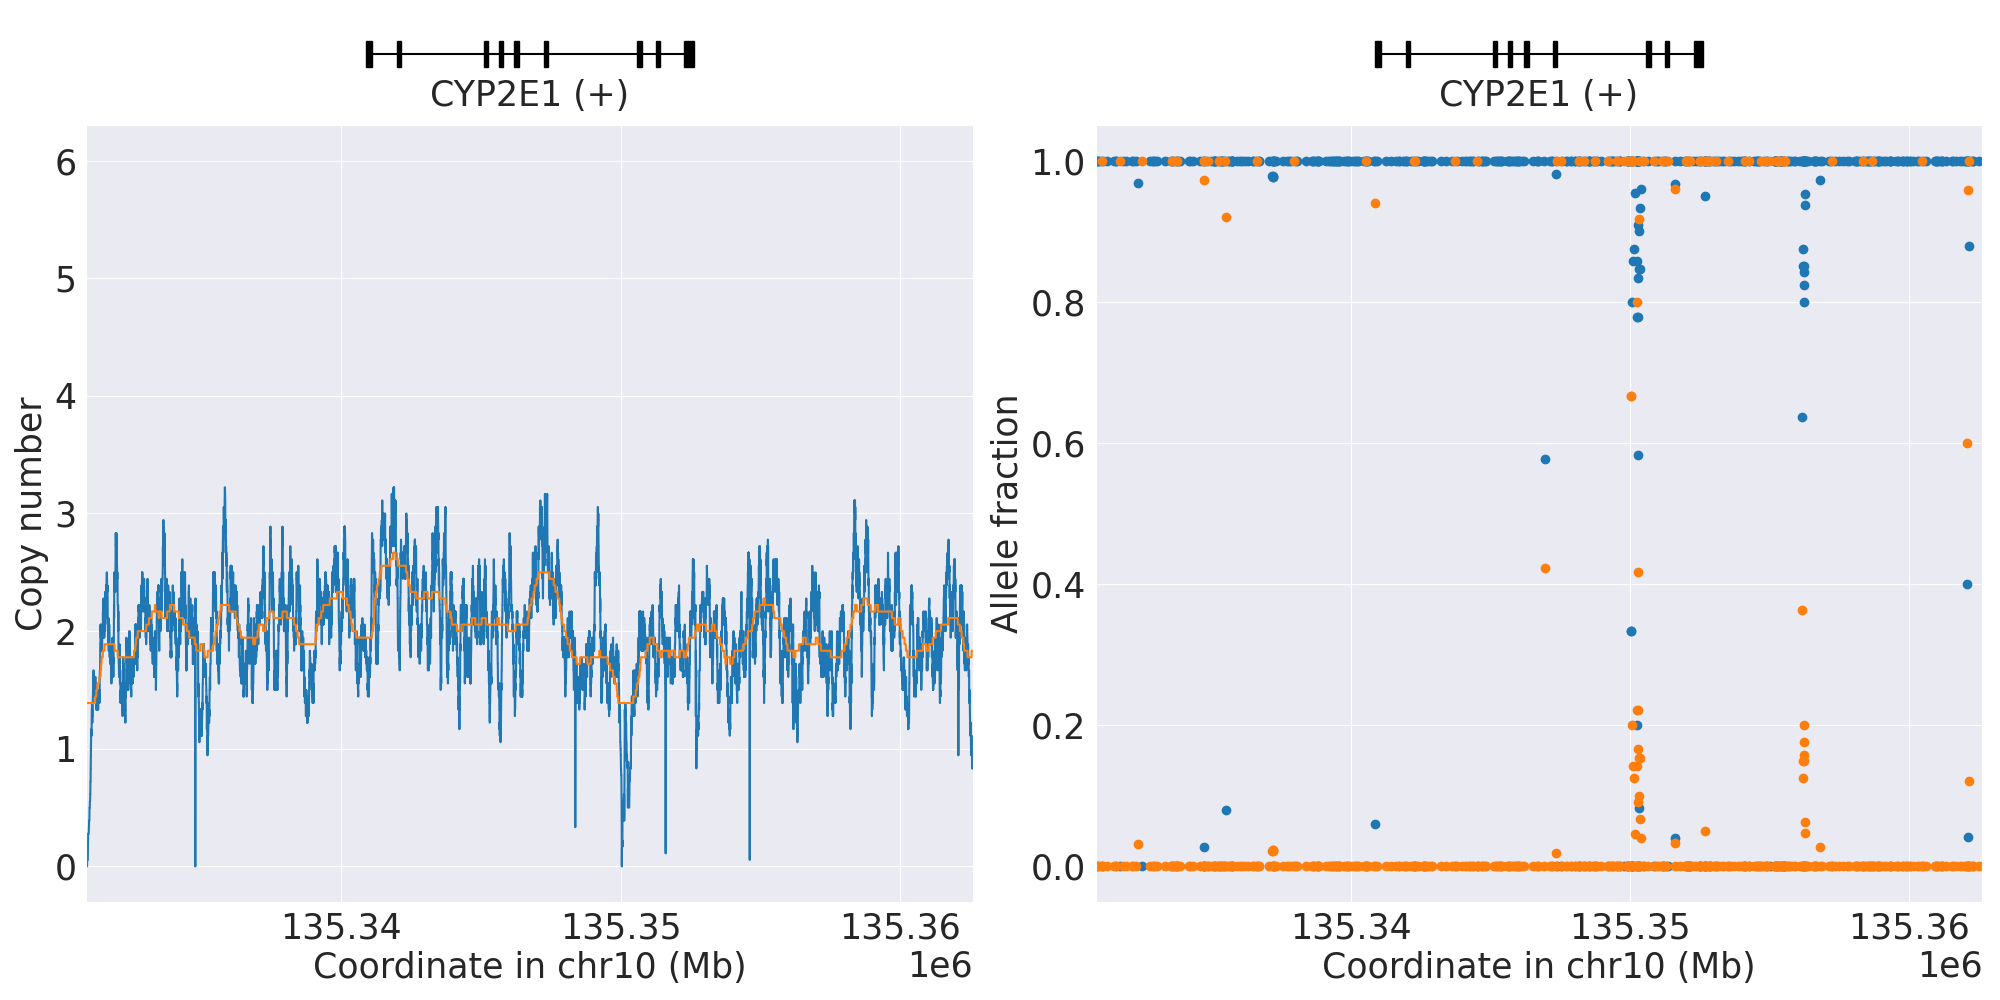 CYP2E1 (+)
6
5
4
3
2
1
0
Copy number
135.34 135.35 135.36
Coordinate in chr10 (Mb)
1e6
CYP2E1 (+)
1.0
0.8
0.6
0.4
0.2
0.0
Allele fraction
135.34 135.35 135.36
Coordinate in chr10 (Mb)
1e6